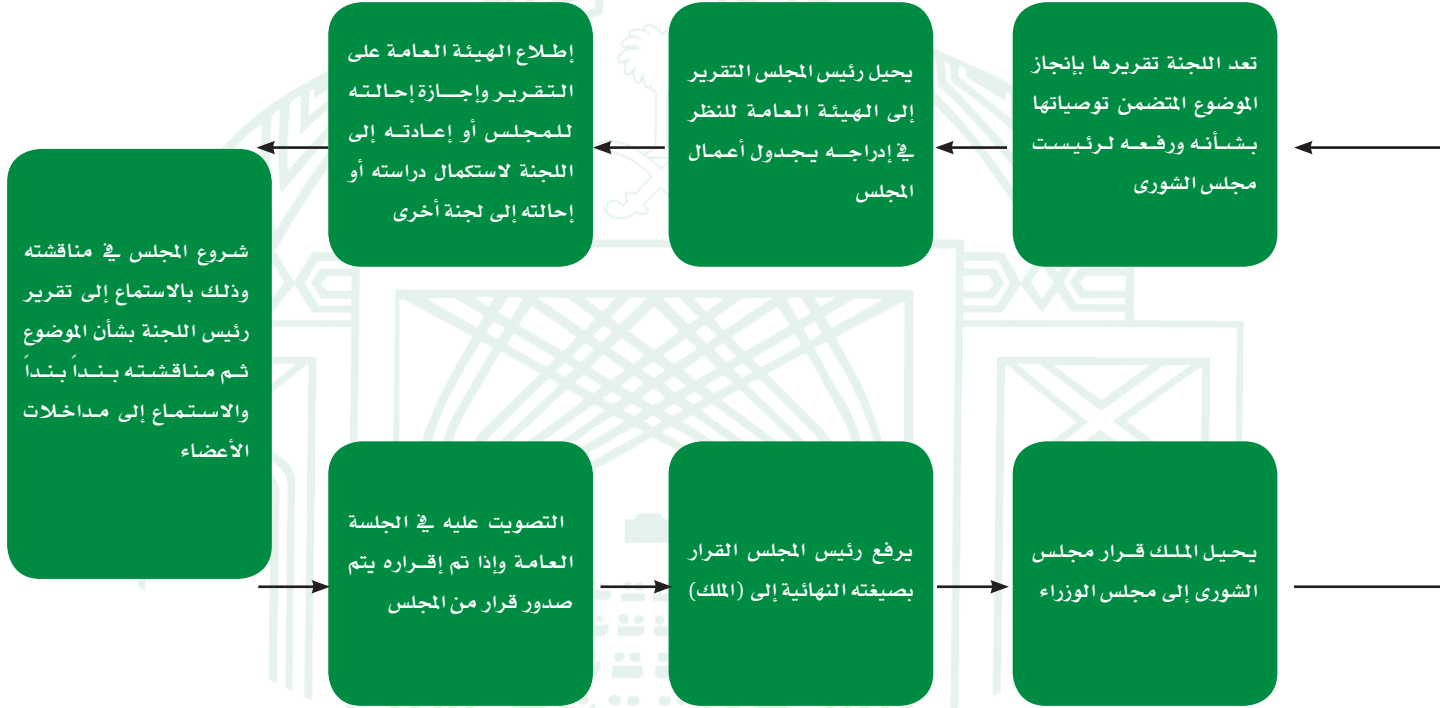 تعد اللجنة تقريرها بإنجاز
الموضوع المتضمن توصياتها
بشأنه ورفعه لرئيست
مجلس الشورى
يحيل رئيس المجلس التقرير
إلى الهيئة العامة للنظر
في إدراجه يجدول أعمال
المجلس
إطلاع الهيئة العامة على
التقرير وإجازة إحالته
للمجلس أو إعادته إلى
اللجنة لاستكمال دراسته أو
إحالته إلى لجنة أخرى
شروع المجلس في مناقشته
وذلك بالاستماع إلى تقرير
رئيس اللجنة بشأن الموضوع
ثم مناقشته بنداً بنداً
والاستماع إلى مداخلات
الأعضاء
التصويت عليه في الجلسة
العامة وإذا تم إقراره يتم
صدور قرار من المجلس
يرفع رئيس المجلس القرار
بصيغته النهائية إلى (الملك)
يحيل الملك قرار مجلس
الشورى إلى مجلس الوزراء